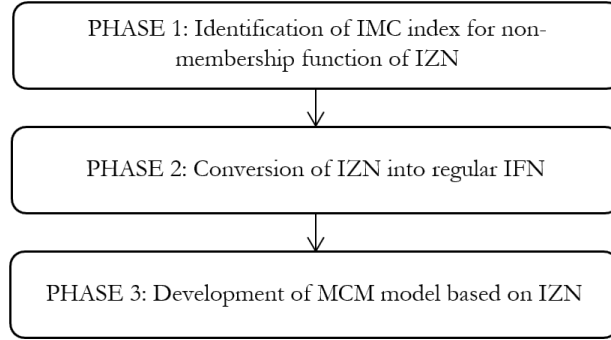 PHASE 1: Identification of IMC index for non-
membership function of IZN
PHASE 2: Conversion of IZN into regular IFN
PHASE 3: Development of MCM model based on IZN